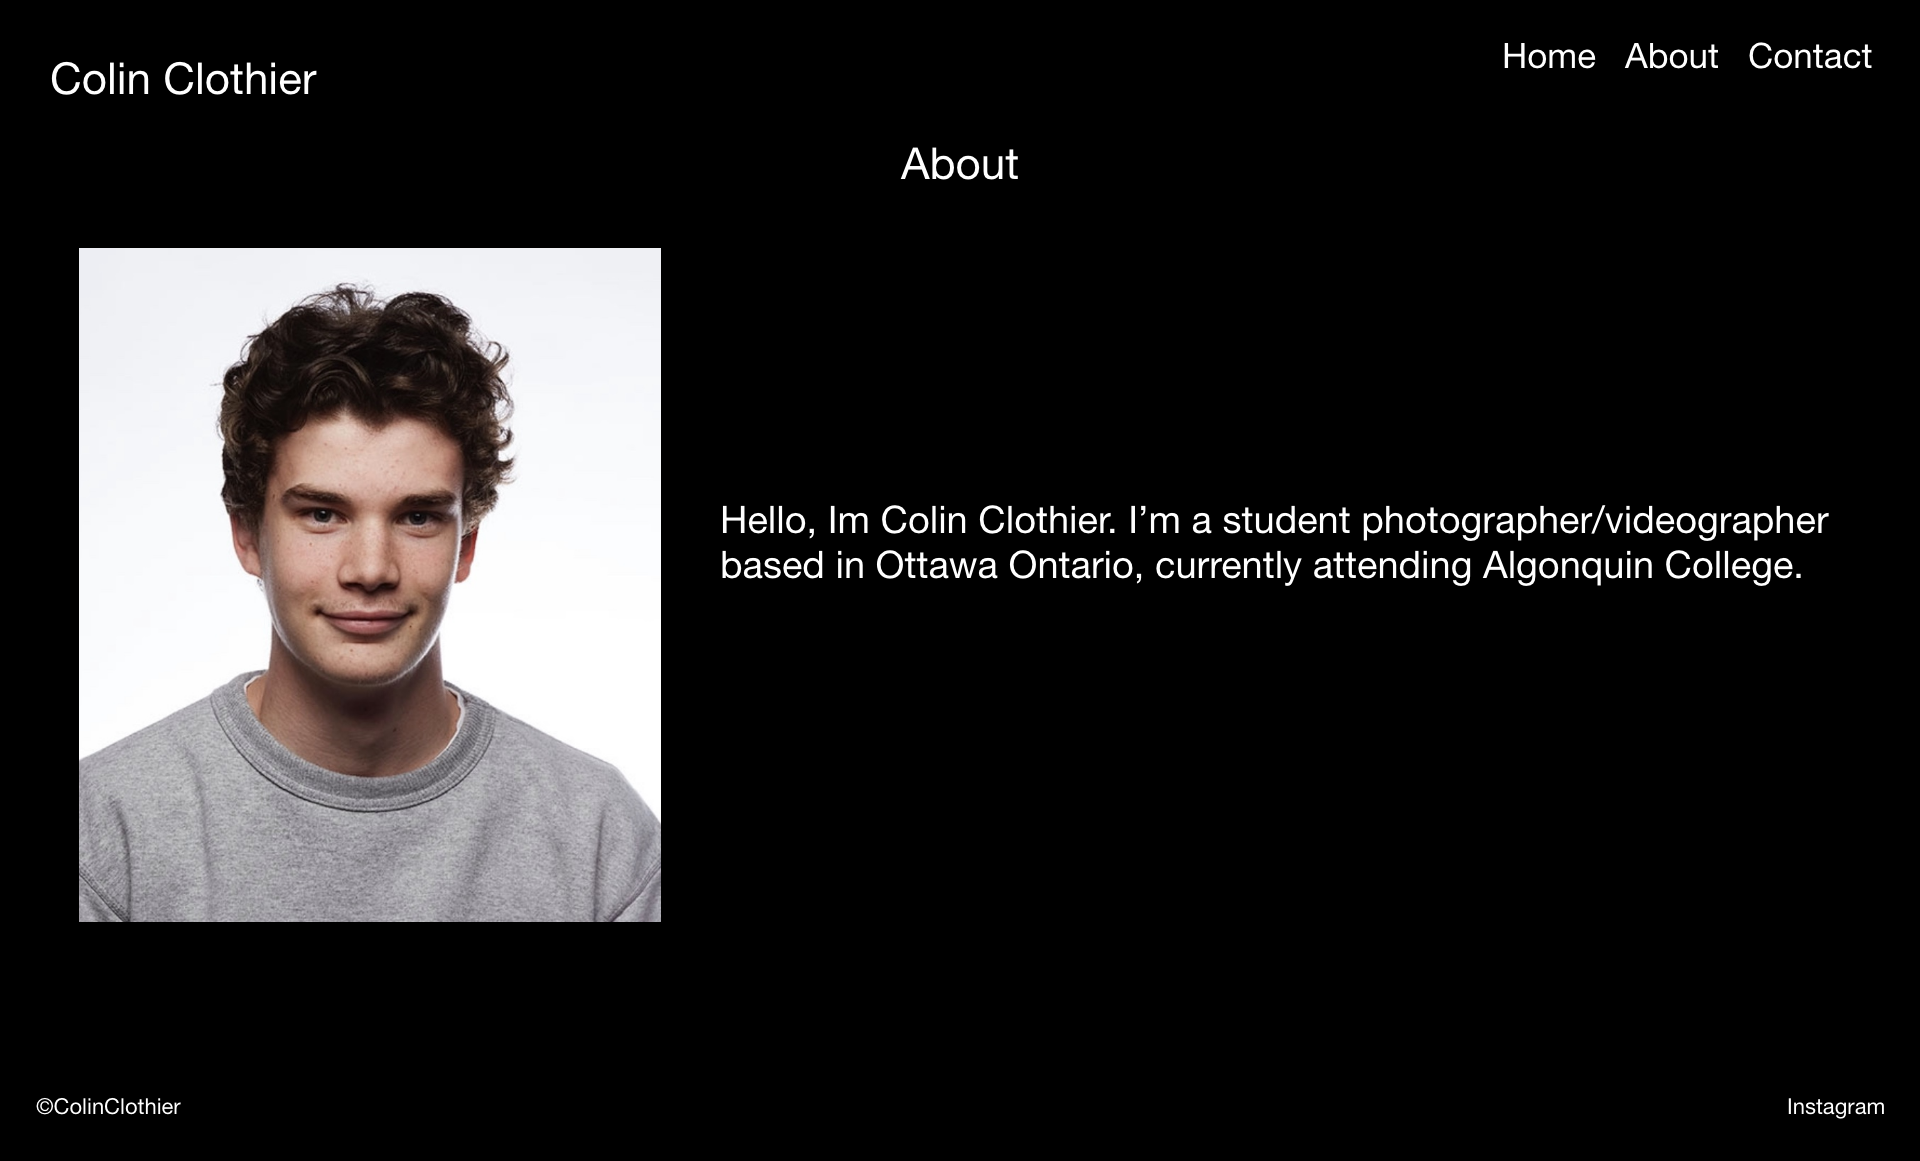 Colin Clothier
Home About Contact
About
Hello, Im Colin Clothier. I’m a student photographer/videographer
based in Ottawa Ontario, currently attending Algonquin College.
©ColinClothier
Instagram